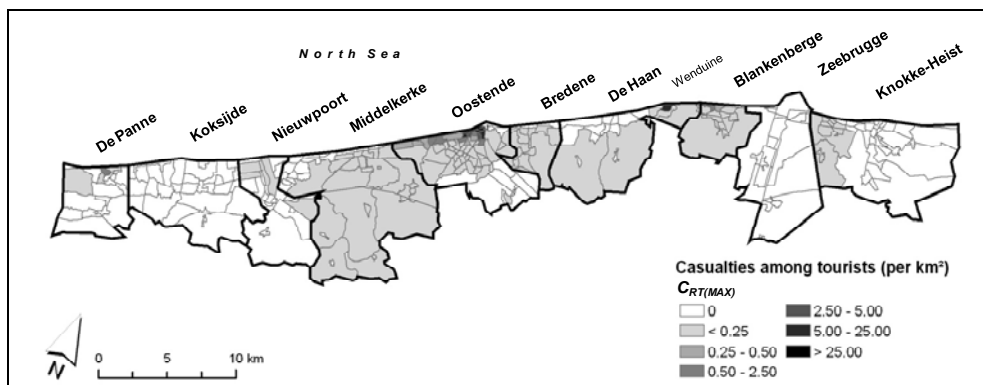 North Sea
De Panne
Koksijde
Nieuwpoort
Middelkerke
Oostende
Bredene
De Haan
Wenduine
Blankenberge
Zeebrugge
Knokke-Heist
Casualties among tourists (per km²)
C_RT(MAX)
0
< 0.25
0.25 - 0.50
0.50 - 2.50
2.50 - 5.00
5.00 - 25.00
> 25.00
N
0 5 10 km